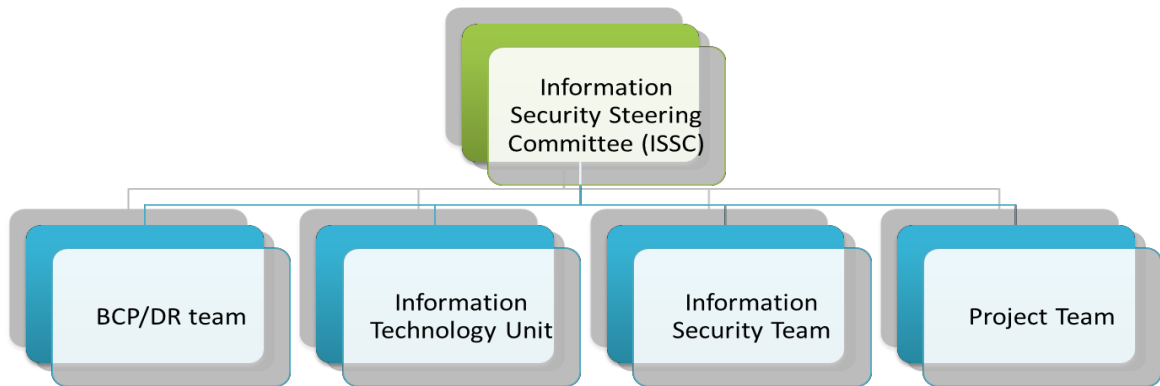 Information
Security Steering
Committee (ISSC)
BCP/DR team
Information
Technology Unit
Information
Security Team
Project Team